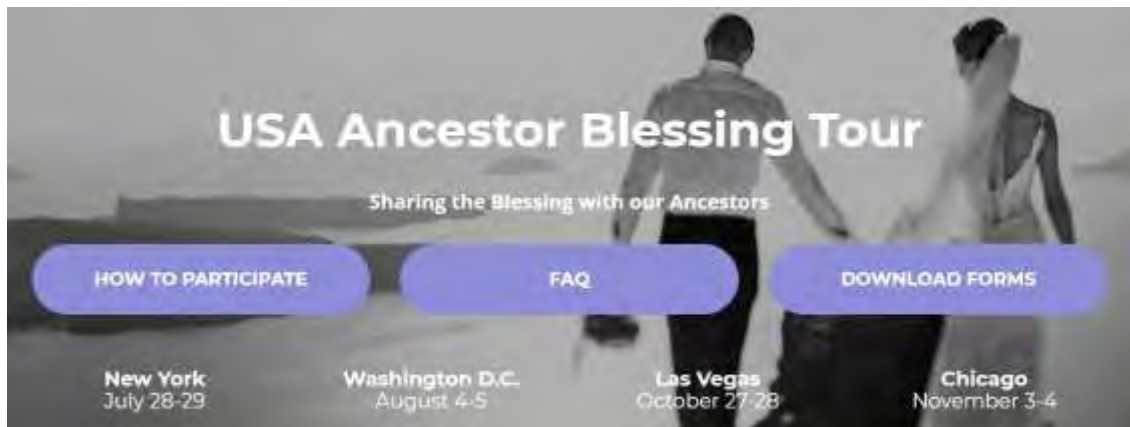 USA Ancestor Blessing Tour
Sharing the Blessing with our Ancestors
HOW TO PARTICIPATE
FAQ
DOWNLOAD FORMS
New York Washington D.C. Las Vegas Chicago
July 28-29 August 4-5 October 27-28 November 3-4